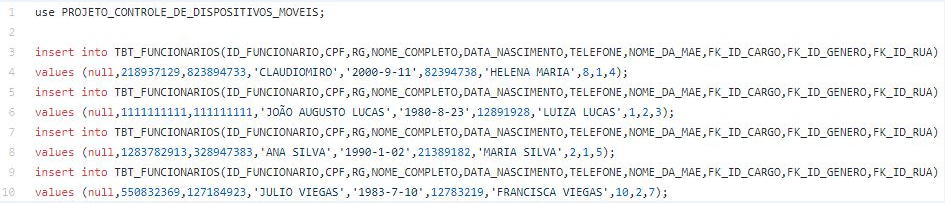 1 use PROJETO_CONTROLE_DE_DISPOSITIVOS_MOVEIS;
2
3 insert into TBT_FUNCIONARIOS(ID_FUNCIONARIO,CPF,RG,NOME_COMPLETO,DATA_NASCIMENTO,TELEFONE,NOME_DA_MAE,FK_ID_CARGO,FK_ID_GENERO,FK_ID_RUA)
4 values (null,218937129,823894733,'CLAUDIOMIRO','2000-9-11',82394738,'HELENA MARIA',8,1,4);
5 insert into TBT_FUNCIONARIOS(ID_FUNCIONARIO,CPF,RG,NOME_COMPLETO,DATA_NASCIMENTO,TELEFONE,NOME_DA_MAE,FK_ID_CARGO,FK_ID_GENERO,FK_ID_RUA)
6 values (null,1111111111,111111111,'JOÃO AUGUSTO LUCAS','1980-8-23',12891928,'LUIZA LUCAS',1,2,3);
7 insert into TBT_FUNCIONARIOS(ID_FUNCIONARIO,CPF,RG,NOME_COMPLETO,DATA_NASCIMENTO,TELEFONE,NOME_DA_MAE,FK_ID_CARGO,FK_ID_GENERO,FK_ID_RUA)
8 values (null,1283782913,328947383,'ANA SILVA','1990-1-02',21389182,'MARIA SILVA',2,1,5);
9 insert into TBT_FUNCIONARIOS(ID_FUNCIONARIO,CPF,RG,NOME_COMPLETO,DATA_NASCIMENTO,TELEFONE,NOME_DA_MAE,FK_ID_CARGO,FK_ID_GENERO,FK_ID_RUA)
10 values (null,550832369,127184923,'JULIO VIEGAS','1983-7-10',12783219,'FRANCISCA VIEGAS',10,2,7);